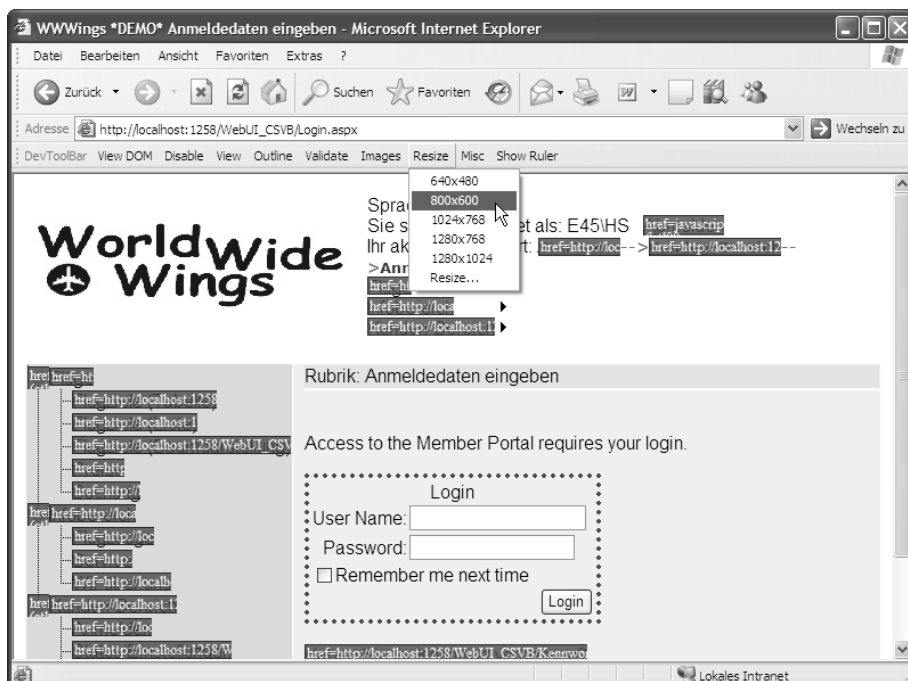 WWWings *DEMO* Anmeldedaten eingeben - Microsoft Internet Explorer
Datei Bearbeiten Ansicht Favoriten Extras ?
Zurück Suchen Favoriten
Adresse http://localhost:1258/WebUI_CSVB/Login.aspx Wechseln zu
DevToolBar View DOM Disable View Outline Validate Images Resize Misc Show Ruler
640x480
800x600
1024x768
1280x768
1280x1024
Resize...
World Wide
Wings
Spra
Sie s et als: E45\HS href=javascrip
Ihr ak rt: href=http://loc--> href=http://localhost:12--
>Anr
href=ht
href=http://loca
href=http://localhost:1
href=ht
href=http://localhost:1258
href=http://localhost:1
href=http://localhost:1258/WebUI_CSV
href=http
href=http:/
href=http://loca
href=http://loc
href=http:
href=http://localh
href=http://localhost:1
href=http://loc
href=http://localhost:1258/W
Rubrik: Anmeldedaten eingeben
Access to the Member Portal requires your login.
Login
User Name:
Password:
Remember me next time
Login
href=http://localhost:1258/WebUI_CSVB/Kennwo
Lokales Intranet